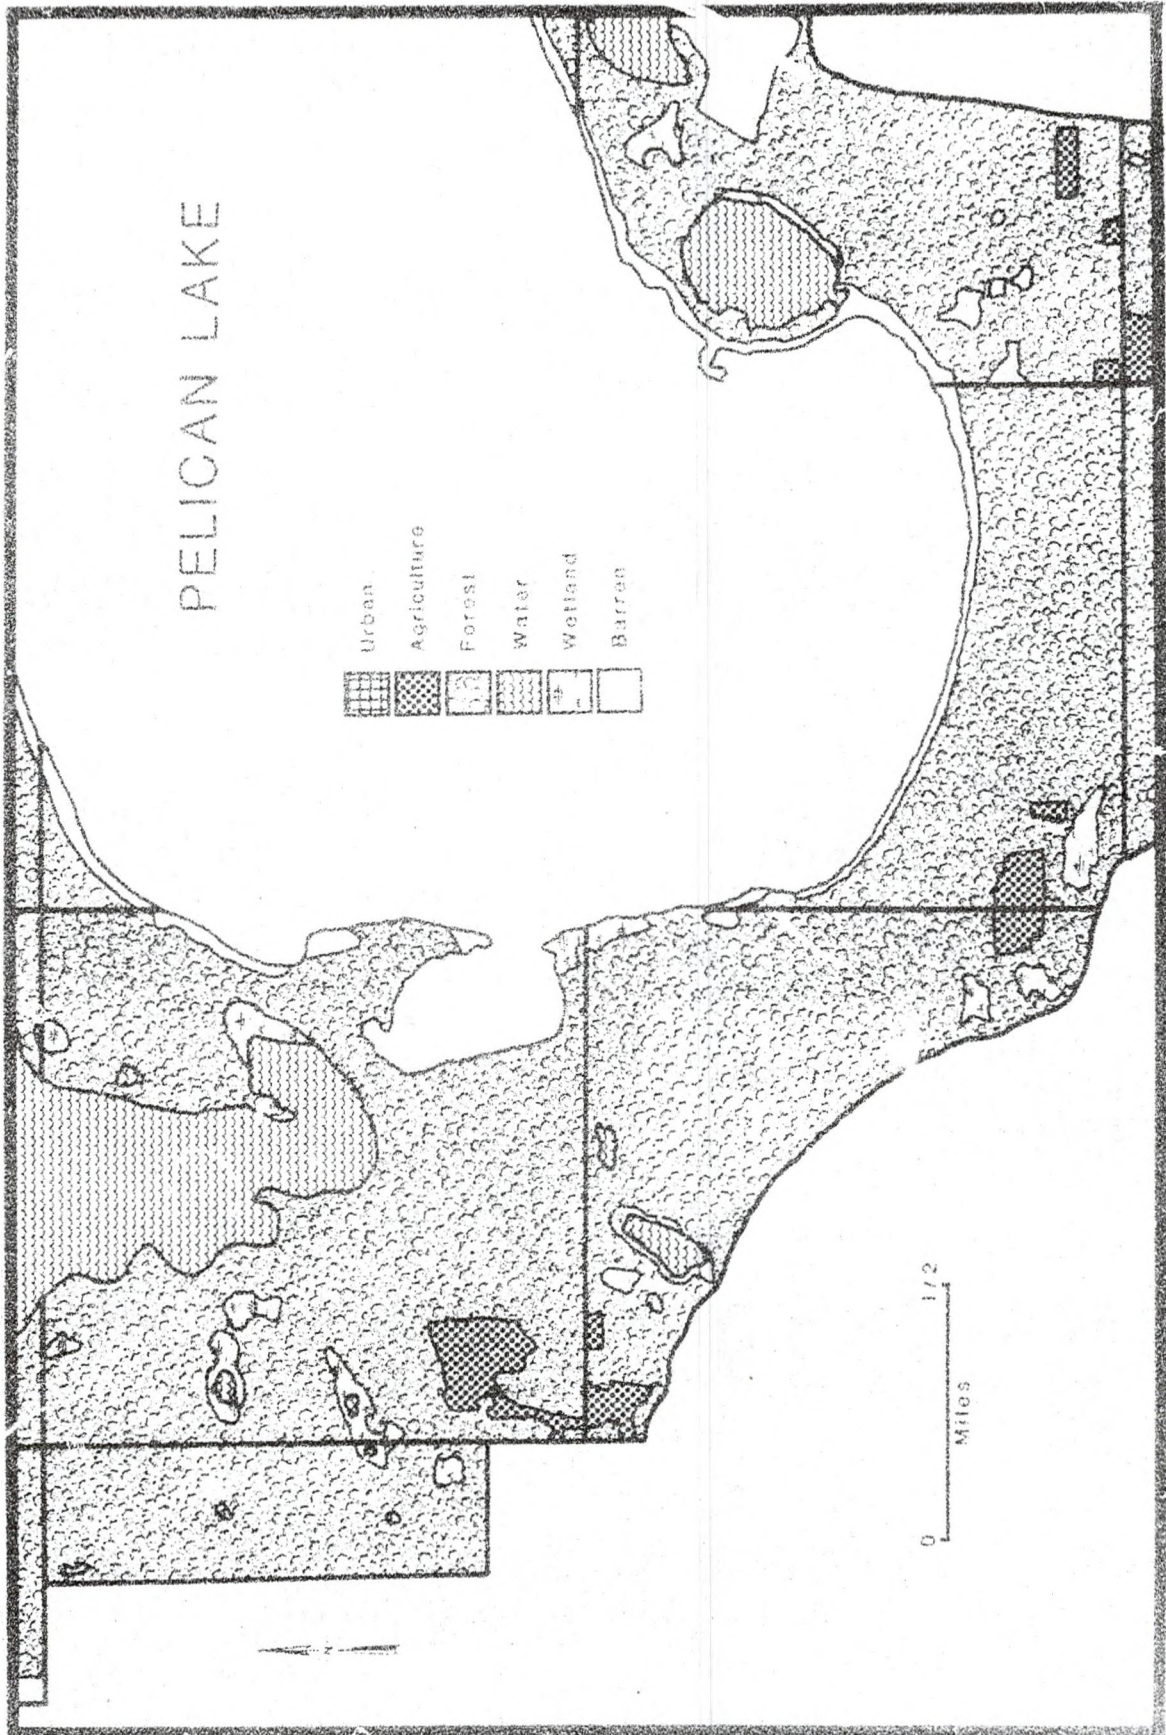 PELICAN LAKE
Urban
Agriculture
Forest
Water
Wetland
Barren
0 1/2
Miles
N